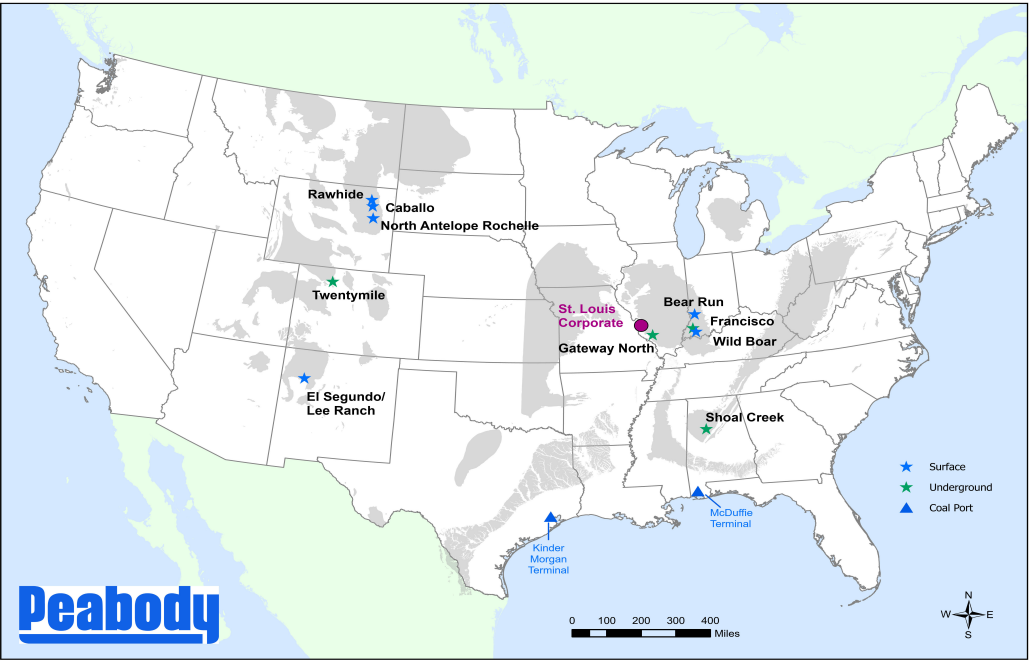 Rawhide
Caballo
North Antelope Rochelle
Twentymile
Bear Run
St. Louis
Corporate
Francisco
Wild Boar
Gateway North
El Segundo/
Lee Ranch
Shoal Creek
Surface
Underground
Coal Port
McDuffie
Terminal
Kinder
Morgan
Terminal
Peabody
0 100 200 300 400
Miles
N
W E
S